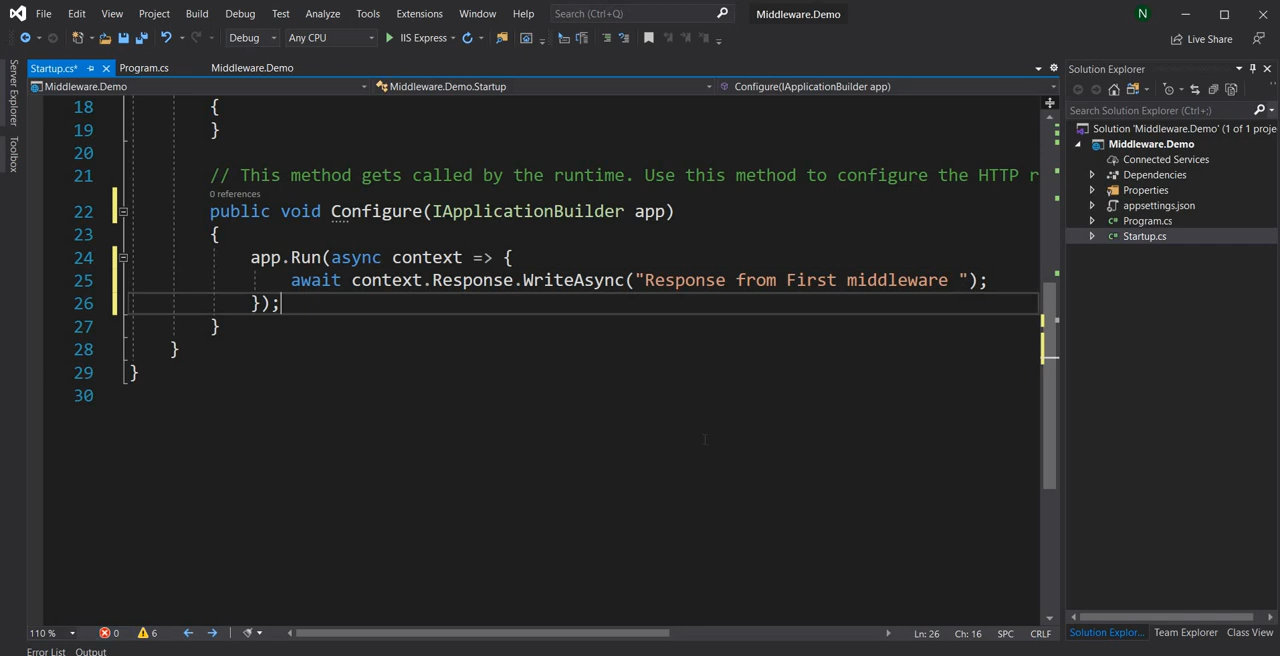 File Edit View Project Build Debug Test Analyze Tools Extensions Window Help Search (Ctrl+Q) Middleware.Demo N
Debug Any CPU IIS Express Live Share
Startup.cs* Program.cs Middleware.Demo
Middleware.Demo Middleware.Demo.Startup Configure(IApplicationBuilder app)
Server Explorer
Toolbox
18 {
19 }
20
21 // This method gets called by the runtime. Use this method to configure the HTTP r
0 references
22 public void Configure(IApplicationBuilder app)
23 {
24 app.Run(async context => {
25 await context.Response.WriteAsync("Response from First middleware ");
26 });
27 }
28 }
29 }
30
110 % 0 6 Ln: 26 Ch: 16 SPC CRLF
Error List Output
Solution Explorer
Search Solution Explorer (Ctrl+;)
Solution 'Middleware.Demo' (1 of 1 proje
Middleware.Demo
Connected Services
Dependencies
Properties
appsettings.json
Program.cs
Startup.cs
Solution Explor... Team Explorer Class View